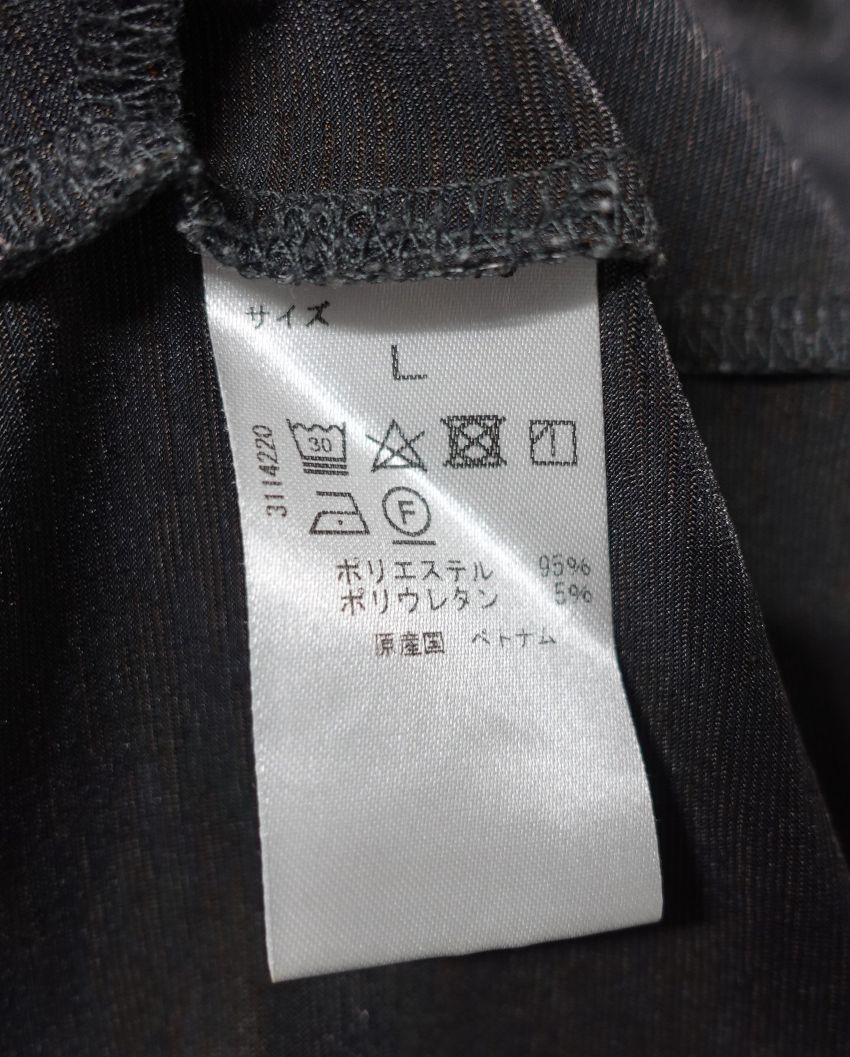 サイズ
L
3114220
30
F
ポリエステル 95%
ポリウレタン 5%
原産国 ベトナム